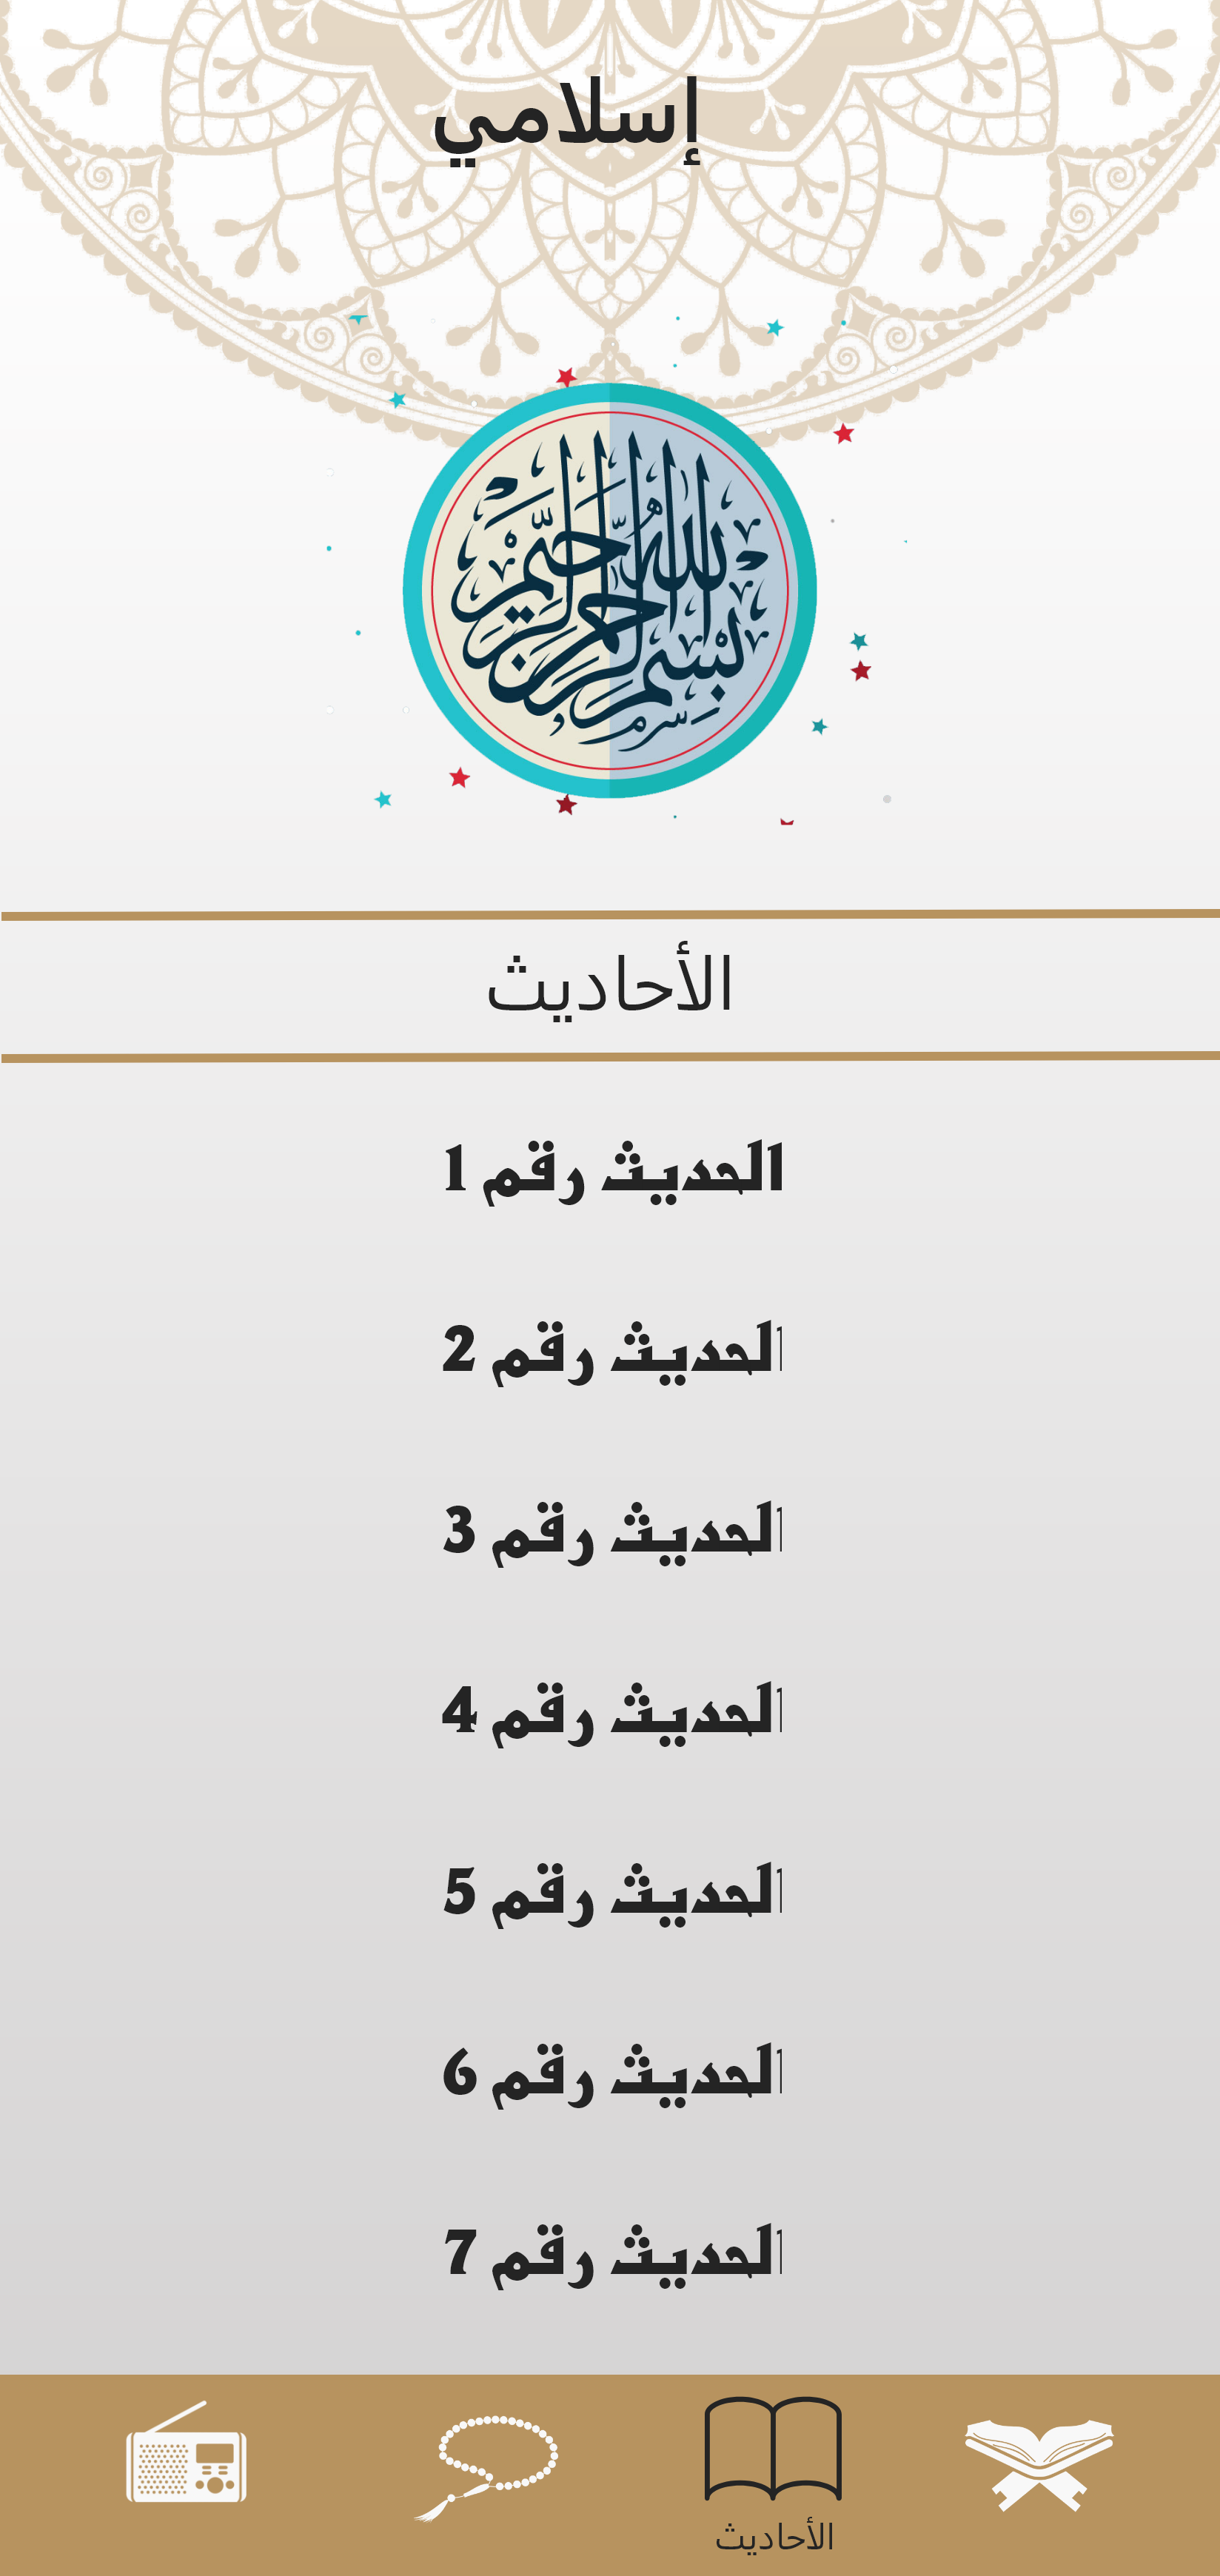 إسلامي
بسم الله الرحمن الرحيم
الأحاديث
الحديث رقم 1
الحديث رقم 2
الحديث رقم 3
الحديث رقم 4
الحديث رقم 5
الحديث رقم 6
الحديث رقم 7
الأحاديث